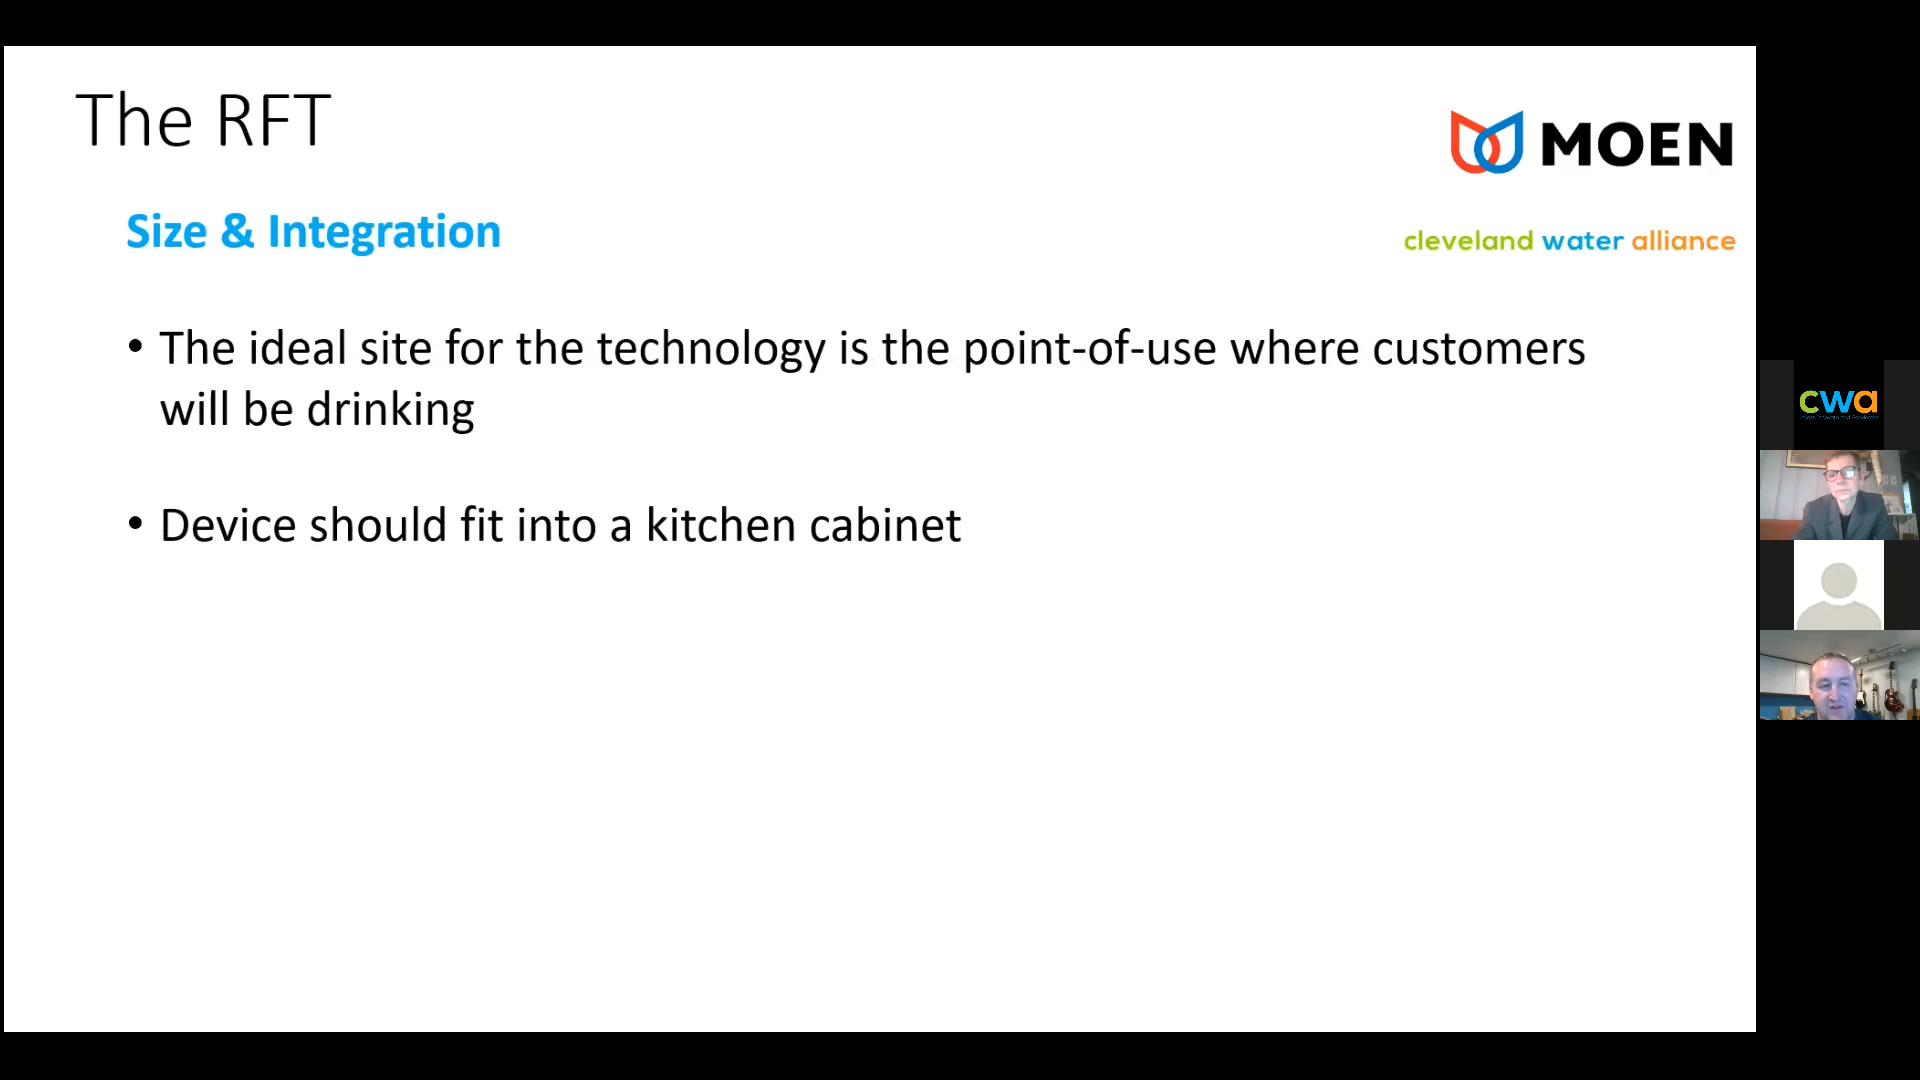 The RFT
MOEN
Size & Integration
cleveland water alliance
• The ideal site for the technology is the point-of-use where customers
will be drinking
• Device should fit into a kitchen cabinet
cwa